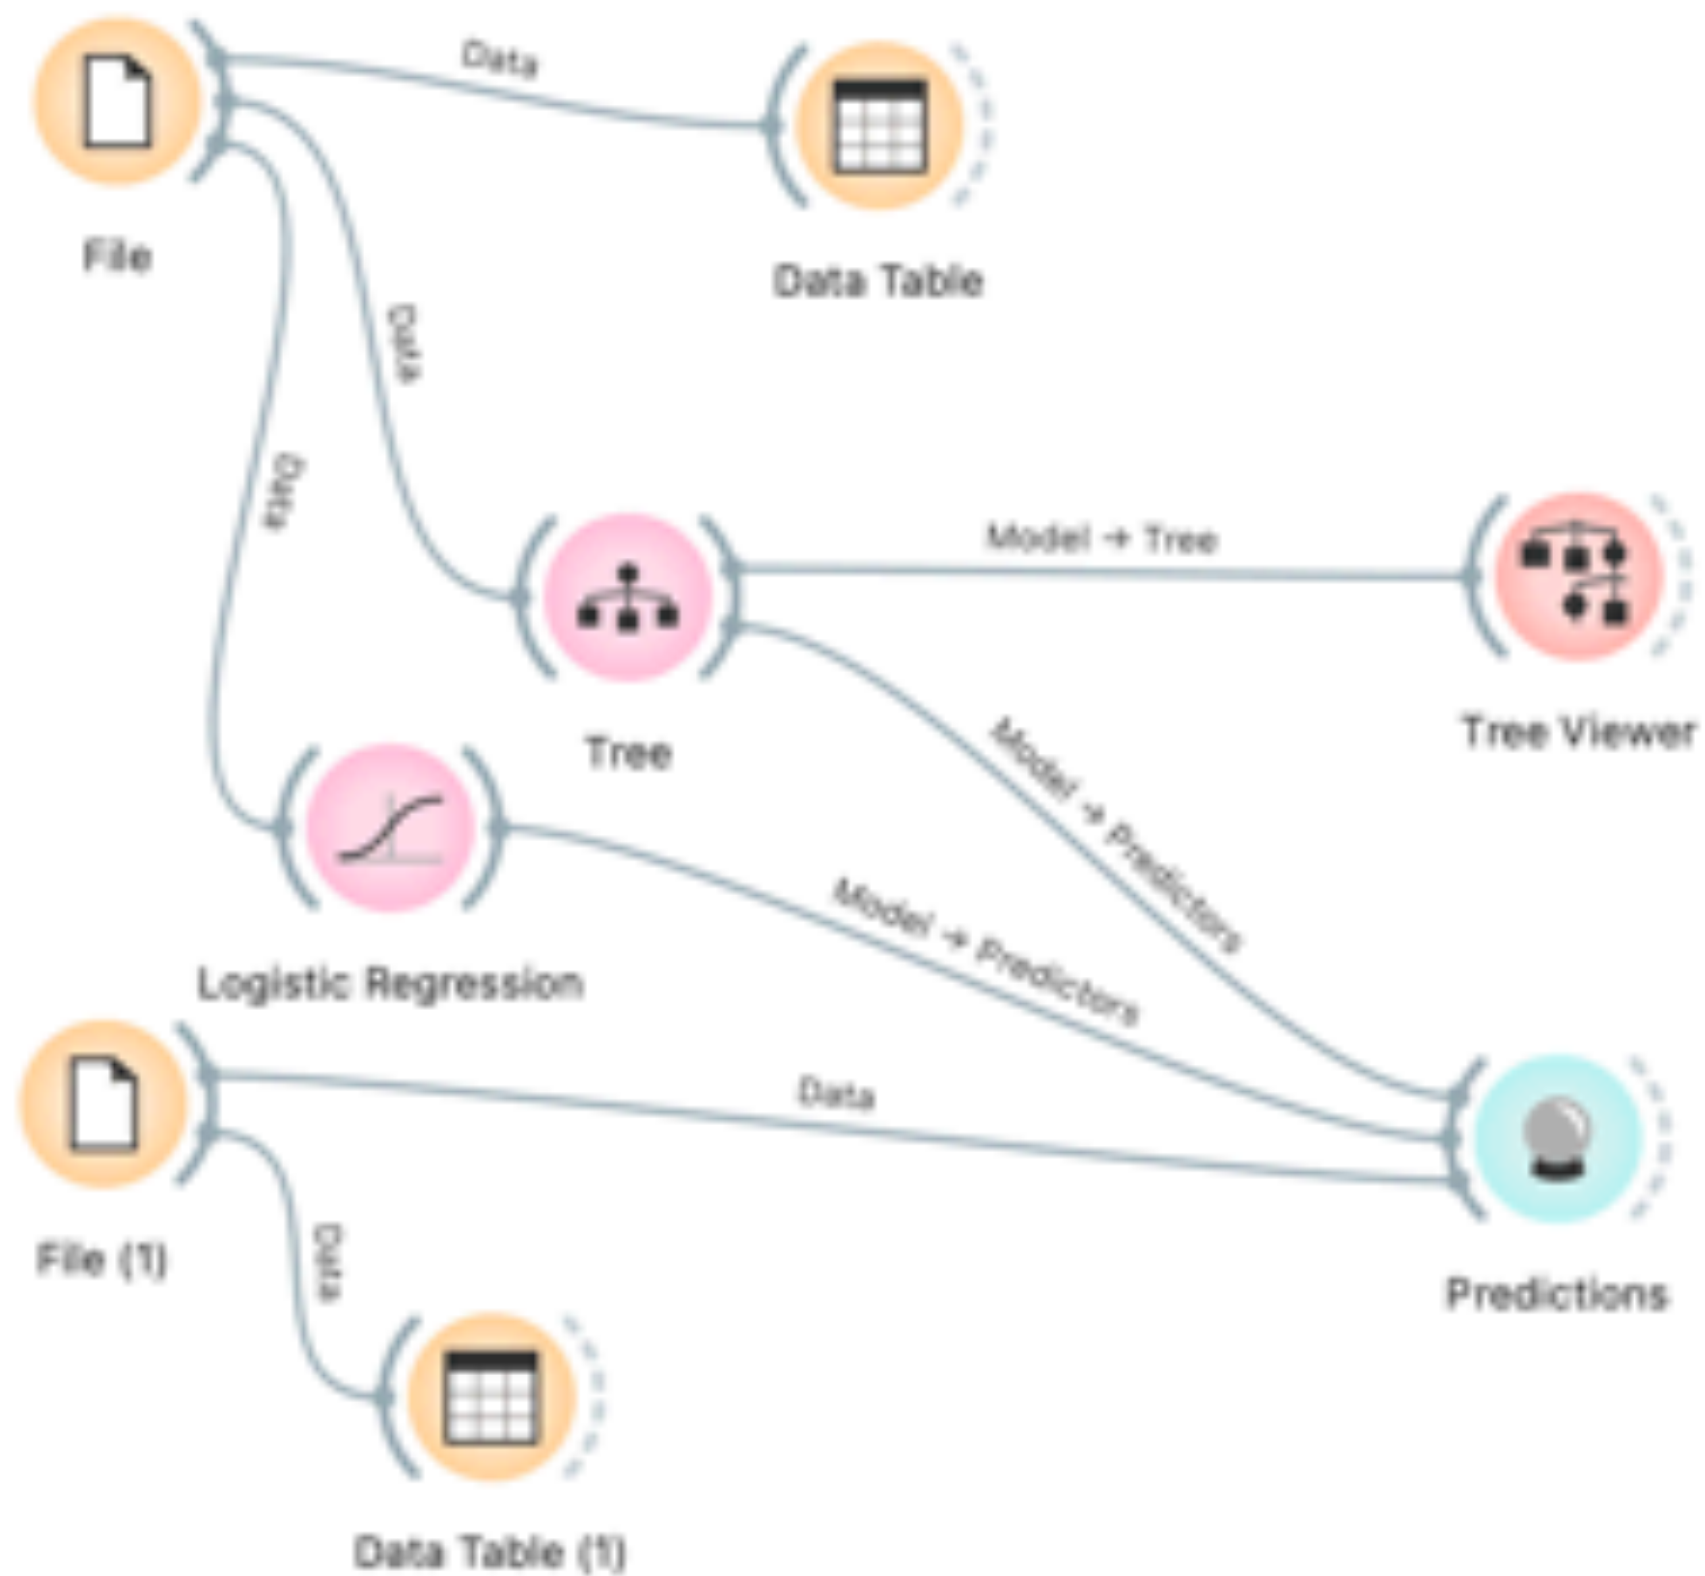 Data
File
Data Table
Data
Data
Model → Tree
Tree Viewer
Tree
Model → Predictors
Model → Predictors
Logistic Regression
Data
File (1)
Data
Predictions
Data Table (1)